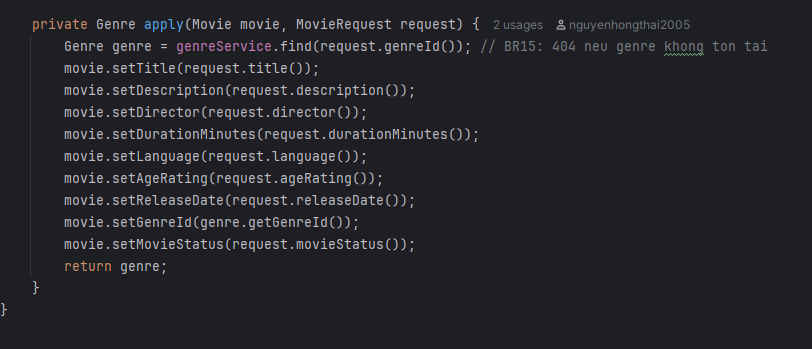 private Genre apply(Movie movie, MovieRequest request) { 2 usages nguyenhongthai2005
Genre genre = genreService.find(request.genreId()); // BR15: 404 neu genre khong ton tai
movie.setTitle(request.title());
movie.setDescription(request.description());
movie.setDirector(request.director());
movie.setDurationMinutes(request.durationMinutes());
movie.setLanguage(request.language());
movie.setAgeRating(request.ageRating());
movie.setReleaseDate(request.releaseDate());
movie.setGenreId(genre.getGenreId());
movie.setMovieStatus(request.movieStatus());
return genre;
}
}